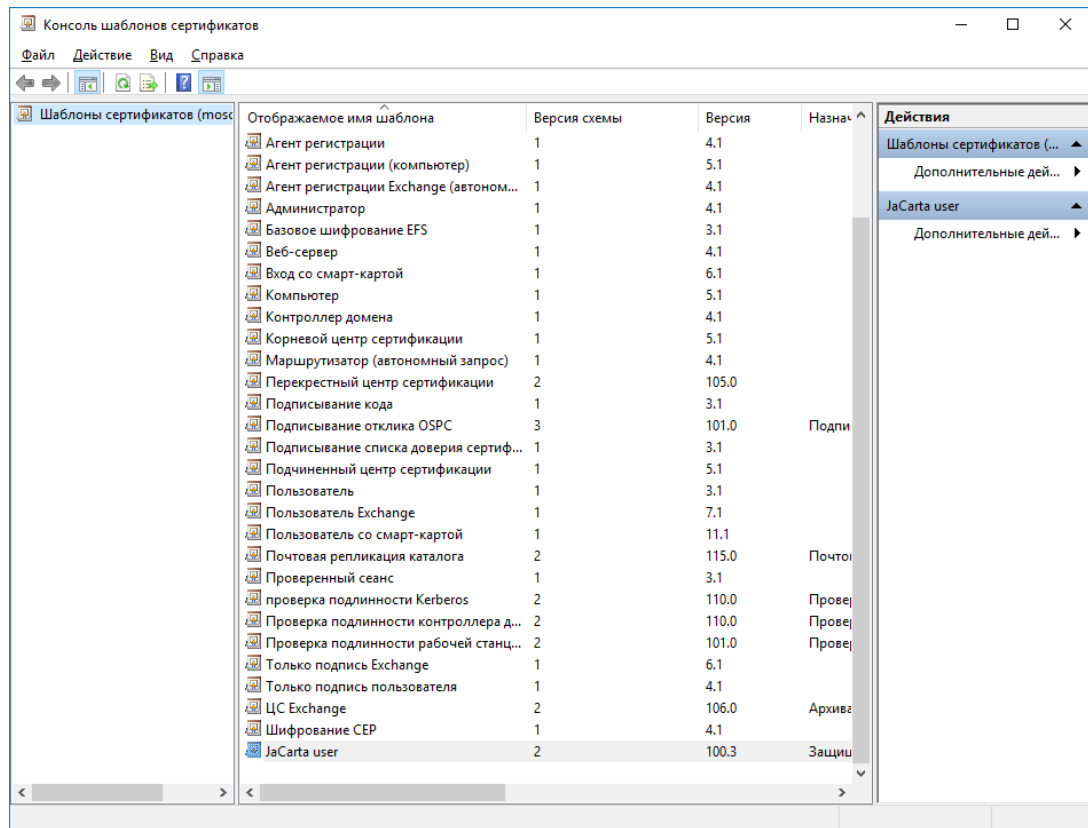 Консоль шаблонов сертификатов
Файл Действие Вид Справка
Шаблоны сертификатов (mosc
Отображаемое имя шаблона Версия схемы Версия Назнач
Агент регистрации 1 4.1
Агент регистрации (компьютер) 1 5.1
Агент регистрации Exchange (автоном... 1 4.1
Администратор 1 4.1
Базовое шифрование EFS 1 3.1
Веб-сервер 1 4.1
Вход со смарт-картой 1 6.1
Компьютер 1 5.1
Контроллер домена 1 4.1
Корневой центр сертификации 1 5.1
Маршрутизатор (автономный запрос) 1 4.1
Перекрестный центр сертификации 2 105.0
Подписывание кода 1 3.1
Подписывание отклика OSPC 3 101.0 Подпи
Подписывание списка доверия сертиф... 1 3.1
Подчиненный центр сертификации 1 5.1
Пользователь 1 3.1
Пользователь Exchange 1 7.1
Пользователь со смарт-картой 1 11.1
Почтовая репликация каталога 2 115.0 Почтов
Проверенный сеанс 1 3.1
проверка подлинности Kerberos 2 110.0 Провер
Проверка подлинности контроллера д... 2 110.0 Провер
Проверка подлинности рабочей станц... 2 101.0 Провер
Только подпись Exchange 1 6.1
Только подпись пользователя 1 4.1
ЦС Exchange 2 106.0 Архива
Шифрование CEP 1 4.1
JaCarta user 2 100.3 Защищ
Действия
Шаблоны сертификатов (...
Дополнительные дей...
JaCarta user
Дополнительные дей...